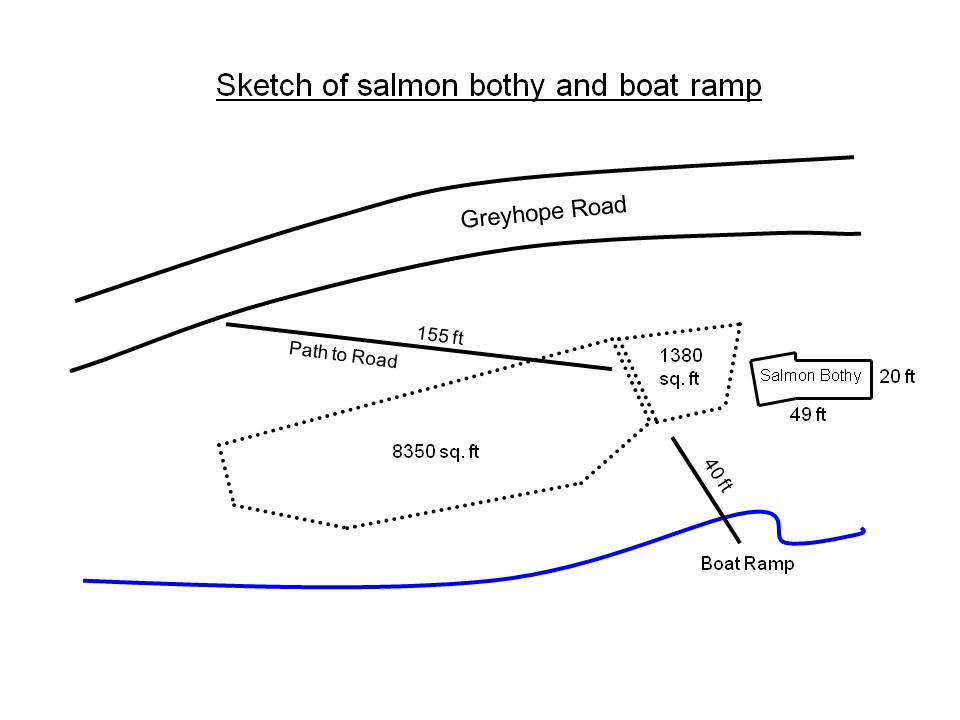 Sketch of salmon bothy and boat ramp
Greyhope Road
155 ft
Path to Road
1380
sq. ft
Salmon Bothy
20 ft
49 ft
8350 sq. ft
40 ft
Boat Ramp